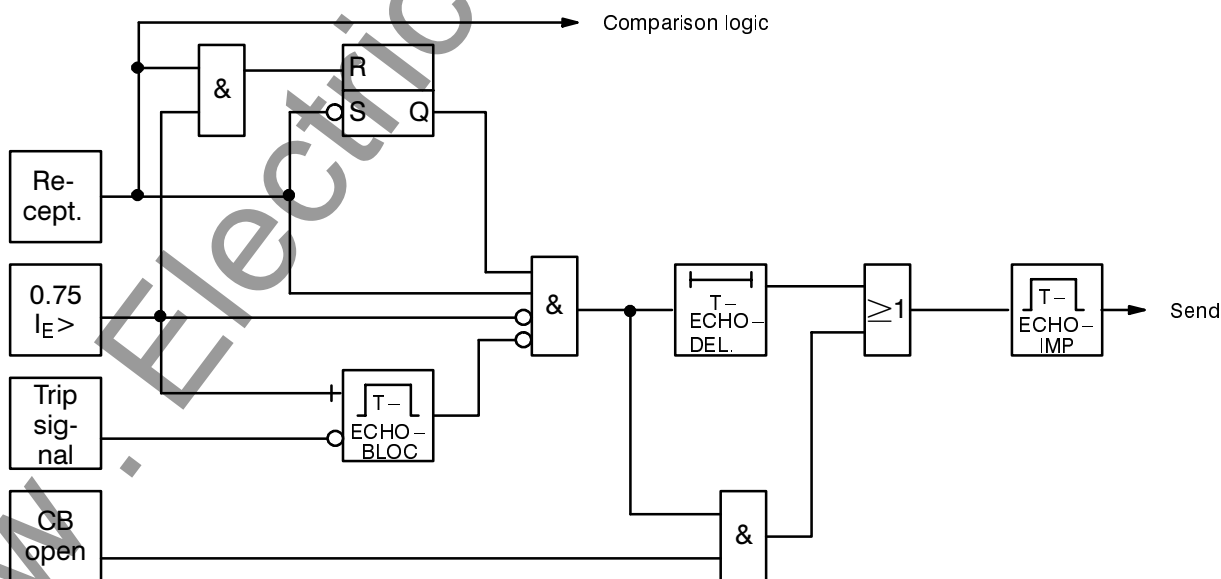 Comparison logic
&
R
S Q
Re-
cept.
0.75
IE>
&
T–
ECHO–
DEL.
≥1
T–
ECHO–
IMP
Send
Trip
sig-
nal
T–
ECHO–
BLOC
CB
open
&
w . Electric